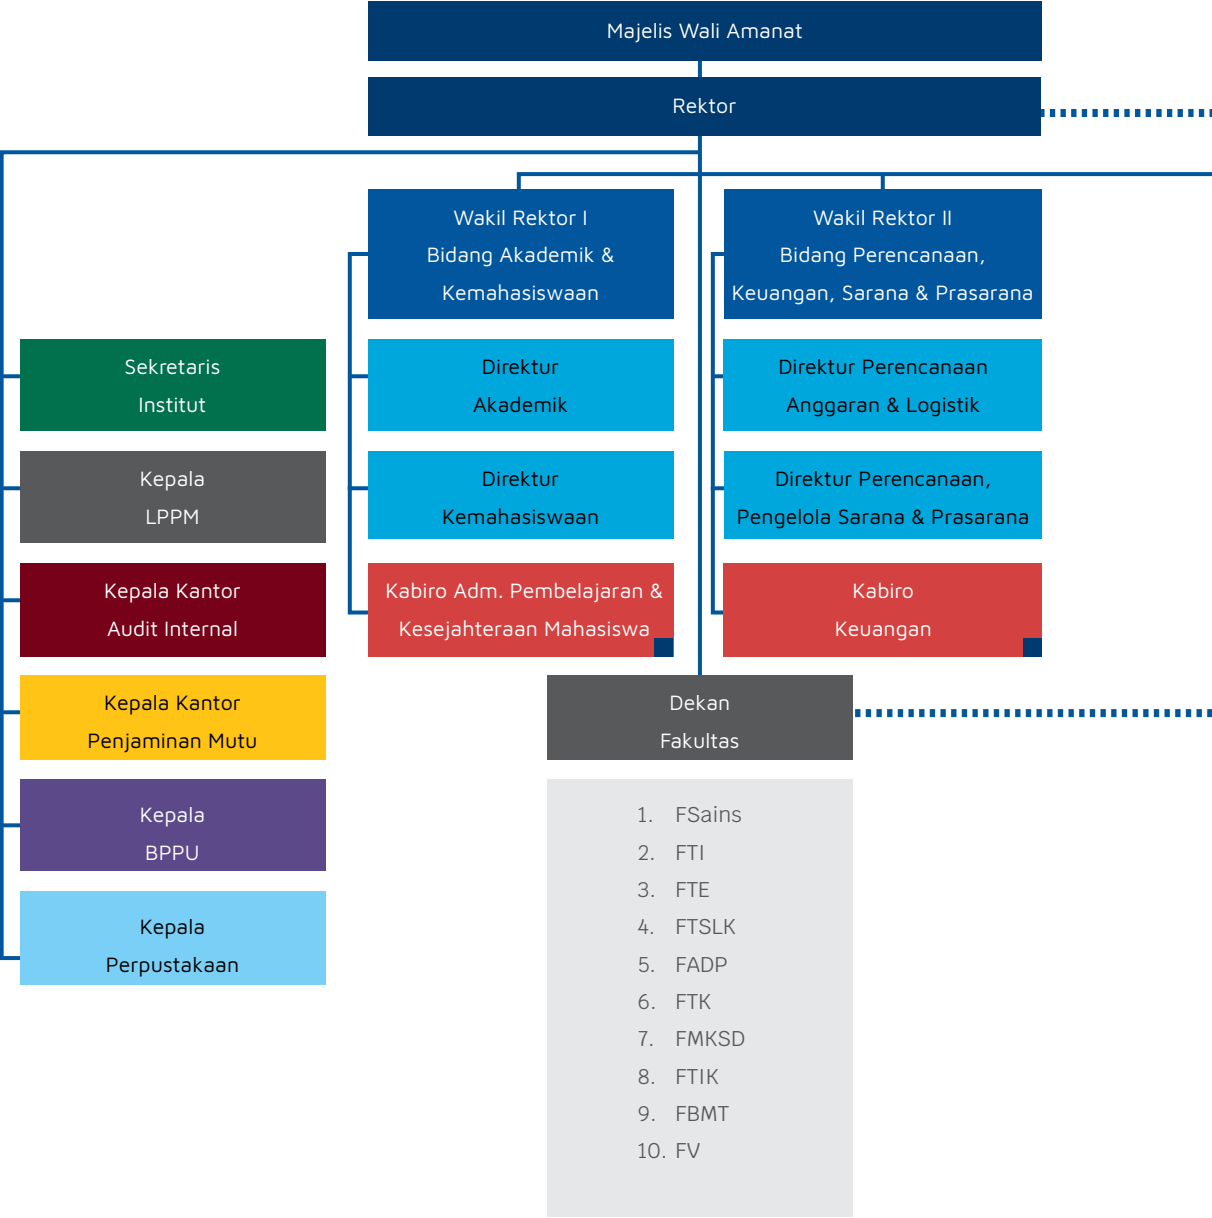 Majelis Wali Amanat
Rektor
Wakil Rektor I
Bidang Akademik &
Kemahasiswaan
Wakil Rektor II
Bidang Perencanaan,
Keuangan, Sarana & Prasarana
Sekretaris
Institut
Direktur
Akademik
Direktur Perencanaan
Anggaran & Logistik
Kepala
LPPM
Direktur
Kemahasiswaan
Direktur Perencanaan,
Pengelola Sarana & Prasarana
Kepala Kantor
Audit Internal
Kabiro Adm. Pembelajaran &
Kesejahteraan Mahasiswa
Kabiro
Keuangan
Kepala Kantor
Penjaminan Mutu
Dekan
Fakultas
Kepala
BPPU
Kepala
Perpustakaan
1. FSains
2. FTI
3. FTE
4. FTSLK
5. FADP
6. FTK
7. FMKSD
8. FTIK
9. FBMT
10. FV